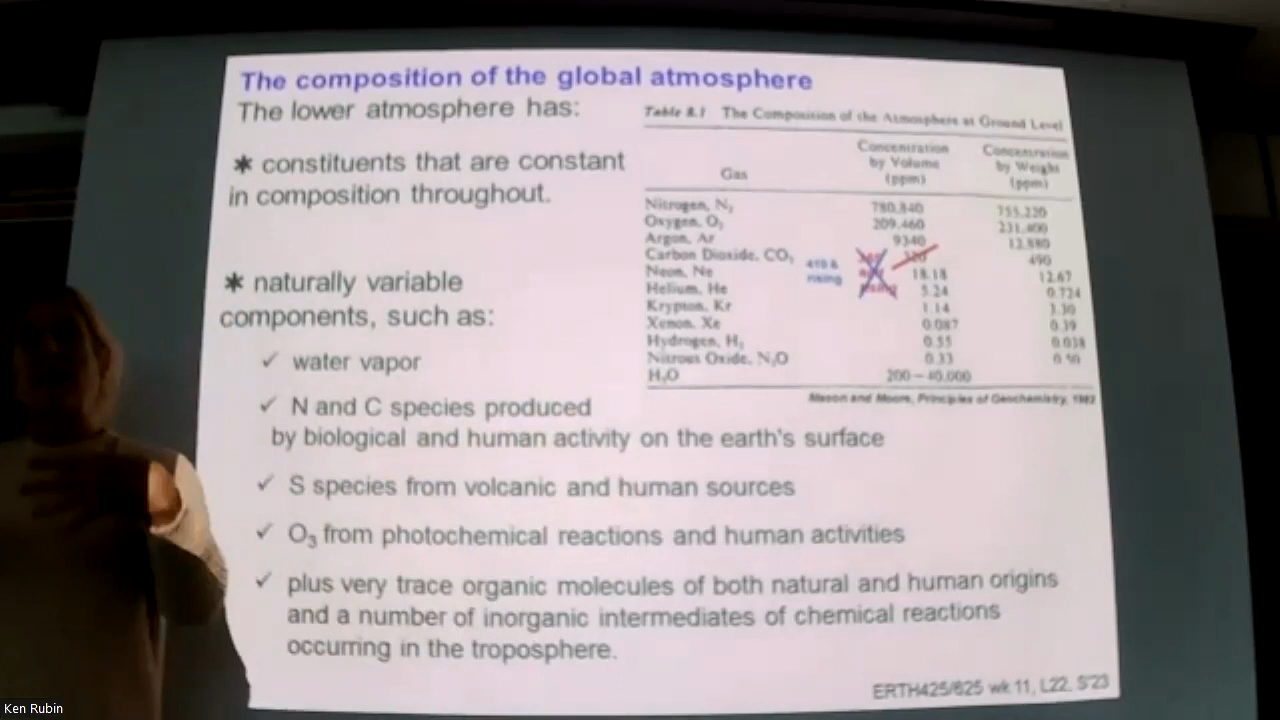 The composition of the global atmosphere
The lower atmosphere has:
✱ constituents that are constant
in composition throughout.
✱ naturally variable
components, such as:
✓ water vapor
✓ N and C species produced
by biological and human activity on the earth's surface
✓ S species from volcanic and human sources
✓ O₃ from photochemical reactions and human activities
✓ plus very trace organic molecules of both natural and human origins
and a number of inorganic intermediates of chemical reactions
occurring in the troposphere.
Table 8.1 The Composition of the Atmosphere at Ground Level
Gas
Concentration
by Volume
(ppm)
Concentration
by Weight
(ppm)
Nitrogen, N₂ 780,840 755,220
Oxygen, O₂ 209,460 231,400
Argon, Ar 9340 12,880
Carbon Dioxide, CO₂ 410 & 490
rising
Neon, Ne 18.18 12.67
Helium, He 5.24 0.724
Krypton, Kr 1.14 3.30
Xenon, Xe 0.087 0.39
Hydrogen, H₂ 0.55 0.038
Nitrous Oxide, N₂O 0.33 0.50
H₂O 200–40,000
Mason and Moore, Principles of Geochemistry, 1982
ERTH425/625 wk 11, L22, S'23
Ken Rubin